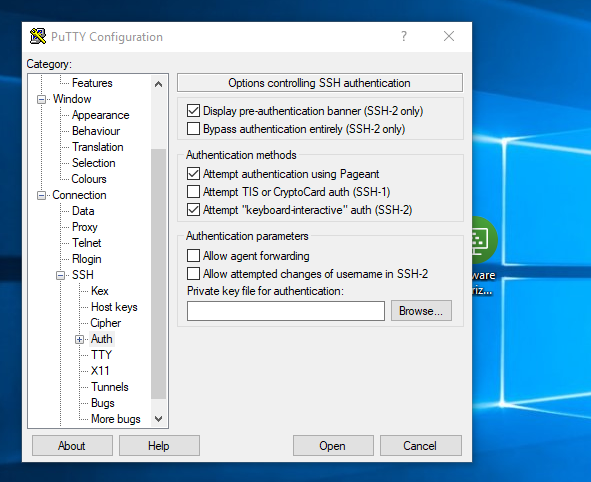 PuTTY Configuration
Category:
Features
Window
Appearance
Behaviour
Translation
Selection
Colours
Connection
Data
Proxy
Telnet
Rlogin
SSH
Kex
Host keys
Cipher
Auth
TTY
X11
Tunnels
Bugs
More bugs
Options controlling SSH authentication
Display pre-authentication banner (SSH-2 only)
Bypass authentication entirely (SSH-2 only)
Authentication methods
Attempt authentication using Pageant
Attempt TIS or CryptoCard auth (SSH-1)
Attempt "keyboard-interactive" auth (SSH-2)
Authentication parameters
Allow agent forwarding
Allow attempted changes of username in SSH-2
Private key file for authentication:
Browse...
About
Help
Open
Cancel
ware
riz...